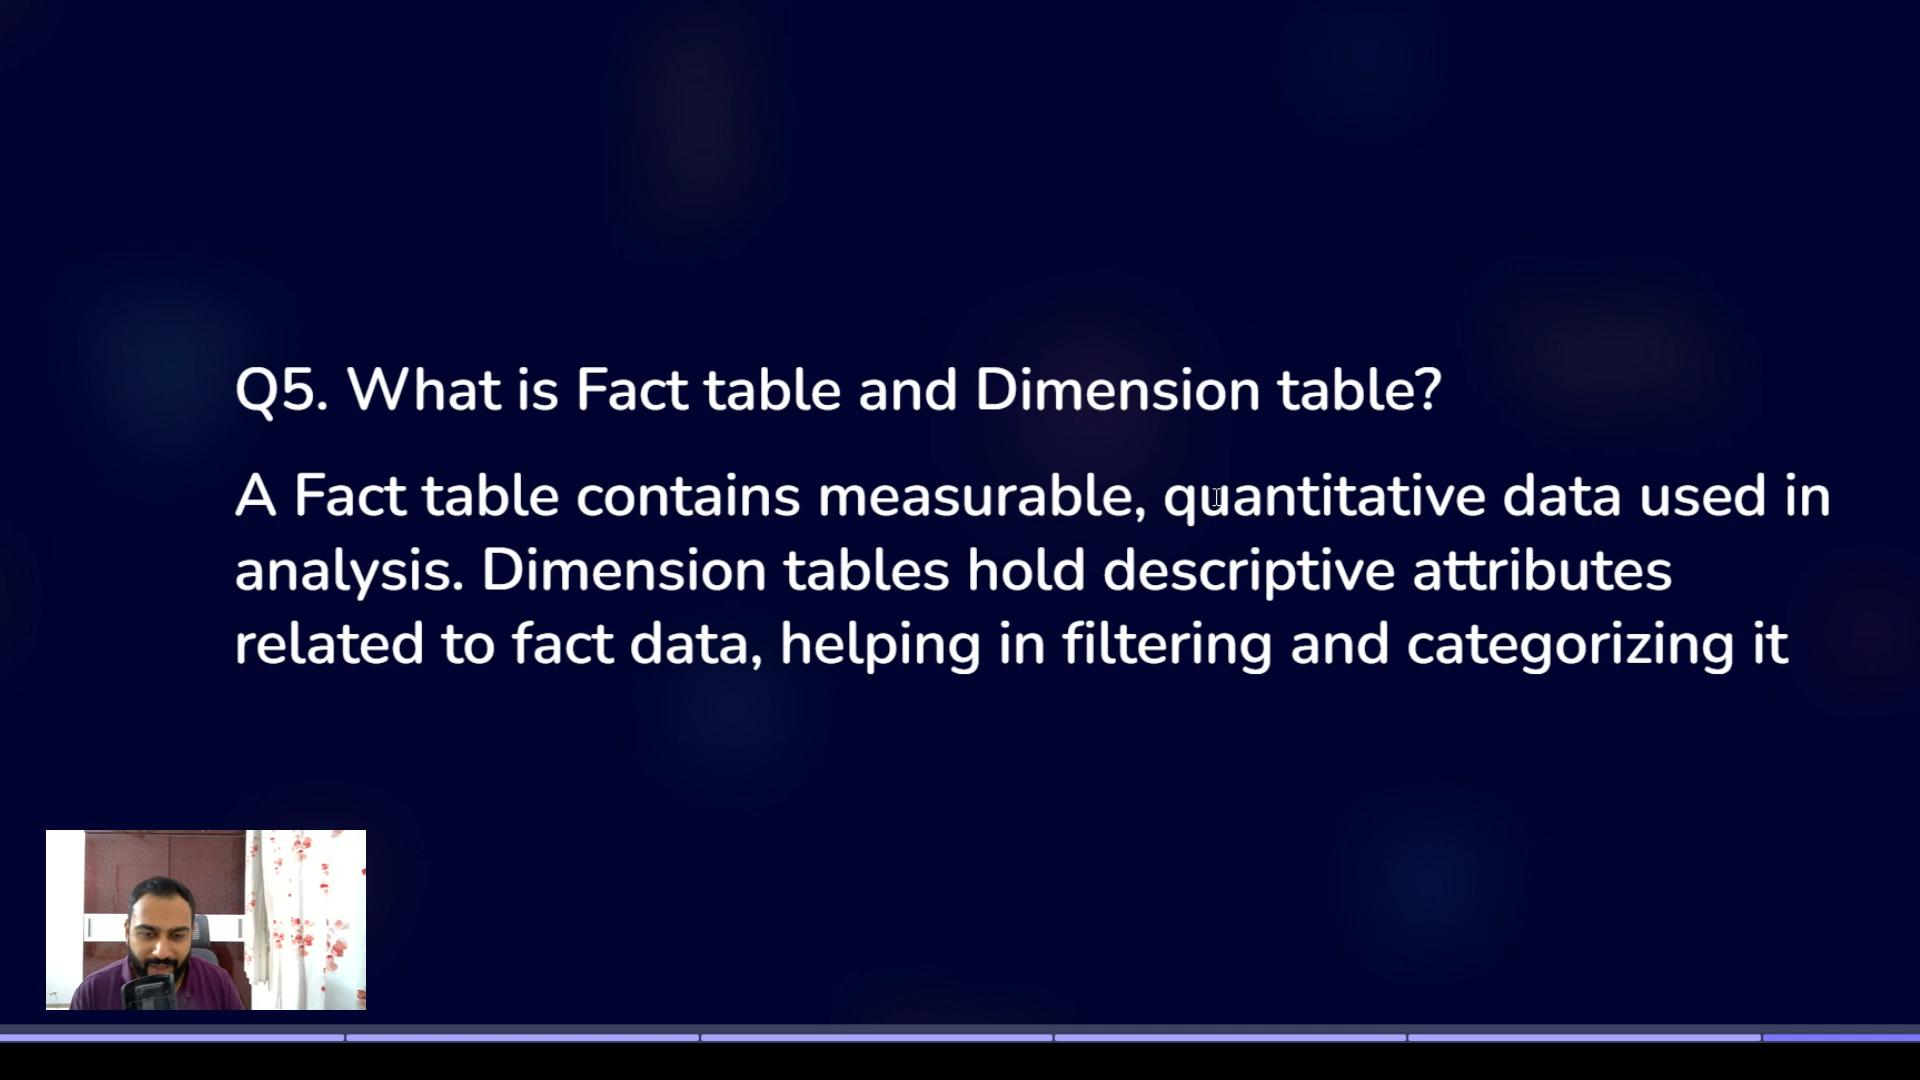 Q5. What is Fact table and Dimension table?
A Fact table contains measurable, quantitative data used in
analysis. Dimension tables hold descriptive attributes
related to fact data, helping in filtering and categorizing it